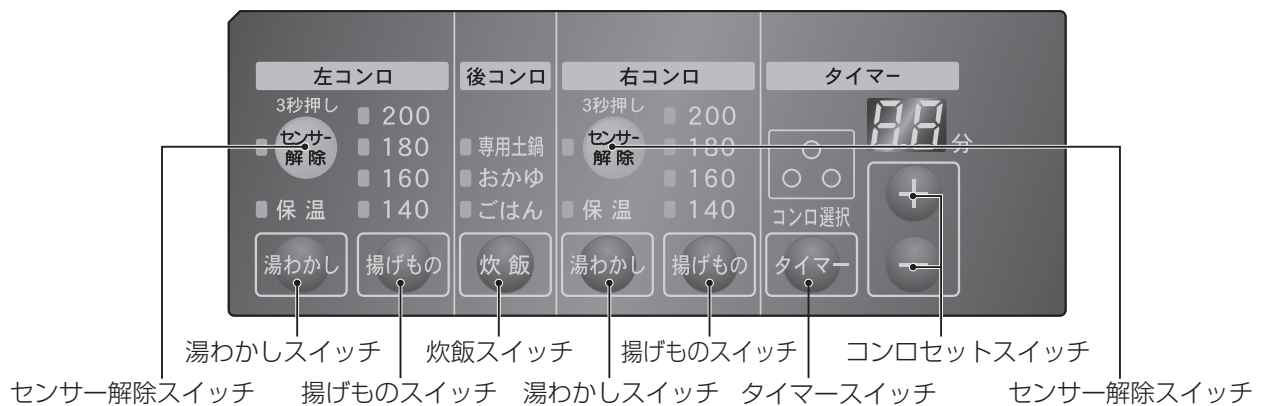 左コンロ 後コンロ 右コンロ タイマー
3秒押し 200 3秒押し 200 88
センサー解除 180 専用土鍋 センサー解除 180 分
160 おかゆ 160
保温 140 ごはん 保温 140 コンロ選択
湯わかし 揚げもの 炊飯 湯わかし 揚げもの タイマー + −
湯わかしスイッチ 炊飯スイッチ 揚げものスイッチ コンロセットスイッチ
センサー解除スイッチ 揚げものスイッチ 湯わかしスイッチ タイマースイッチ センサー解除スイッチ